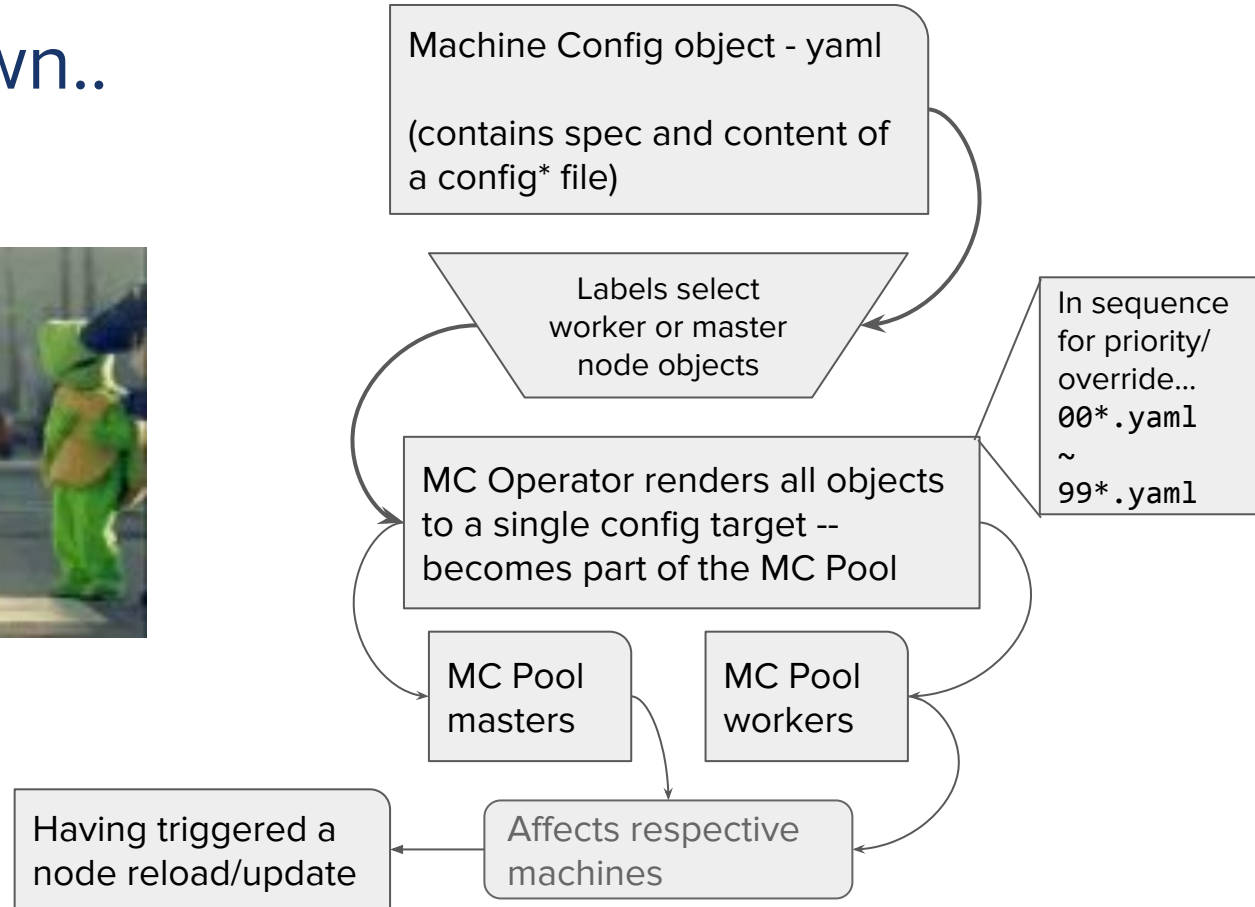 wn..
Machine Config object - yaml
(contains spec and content of
a config* file)
Labels select
worker or master
node objects
In sequence
for priority/
override...
00*.yaml
~
99*.yaml
MC Operator renders all objects
to a single config target --
becomes part of the MC Pool
MC Pool
masters
MC Pool
workers
Having triggered a
node reload/update
Affects respective
machines